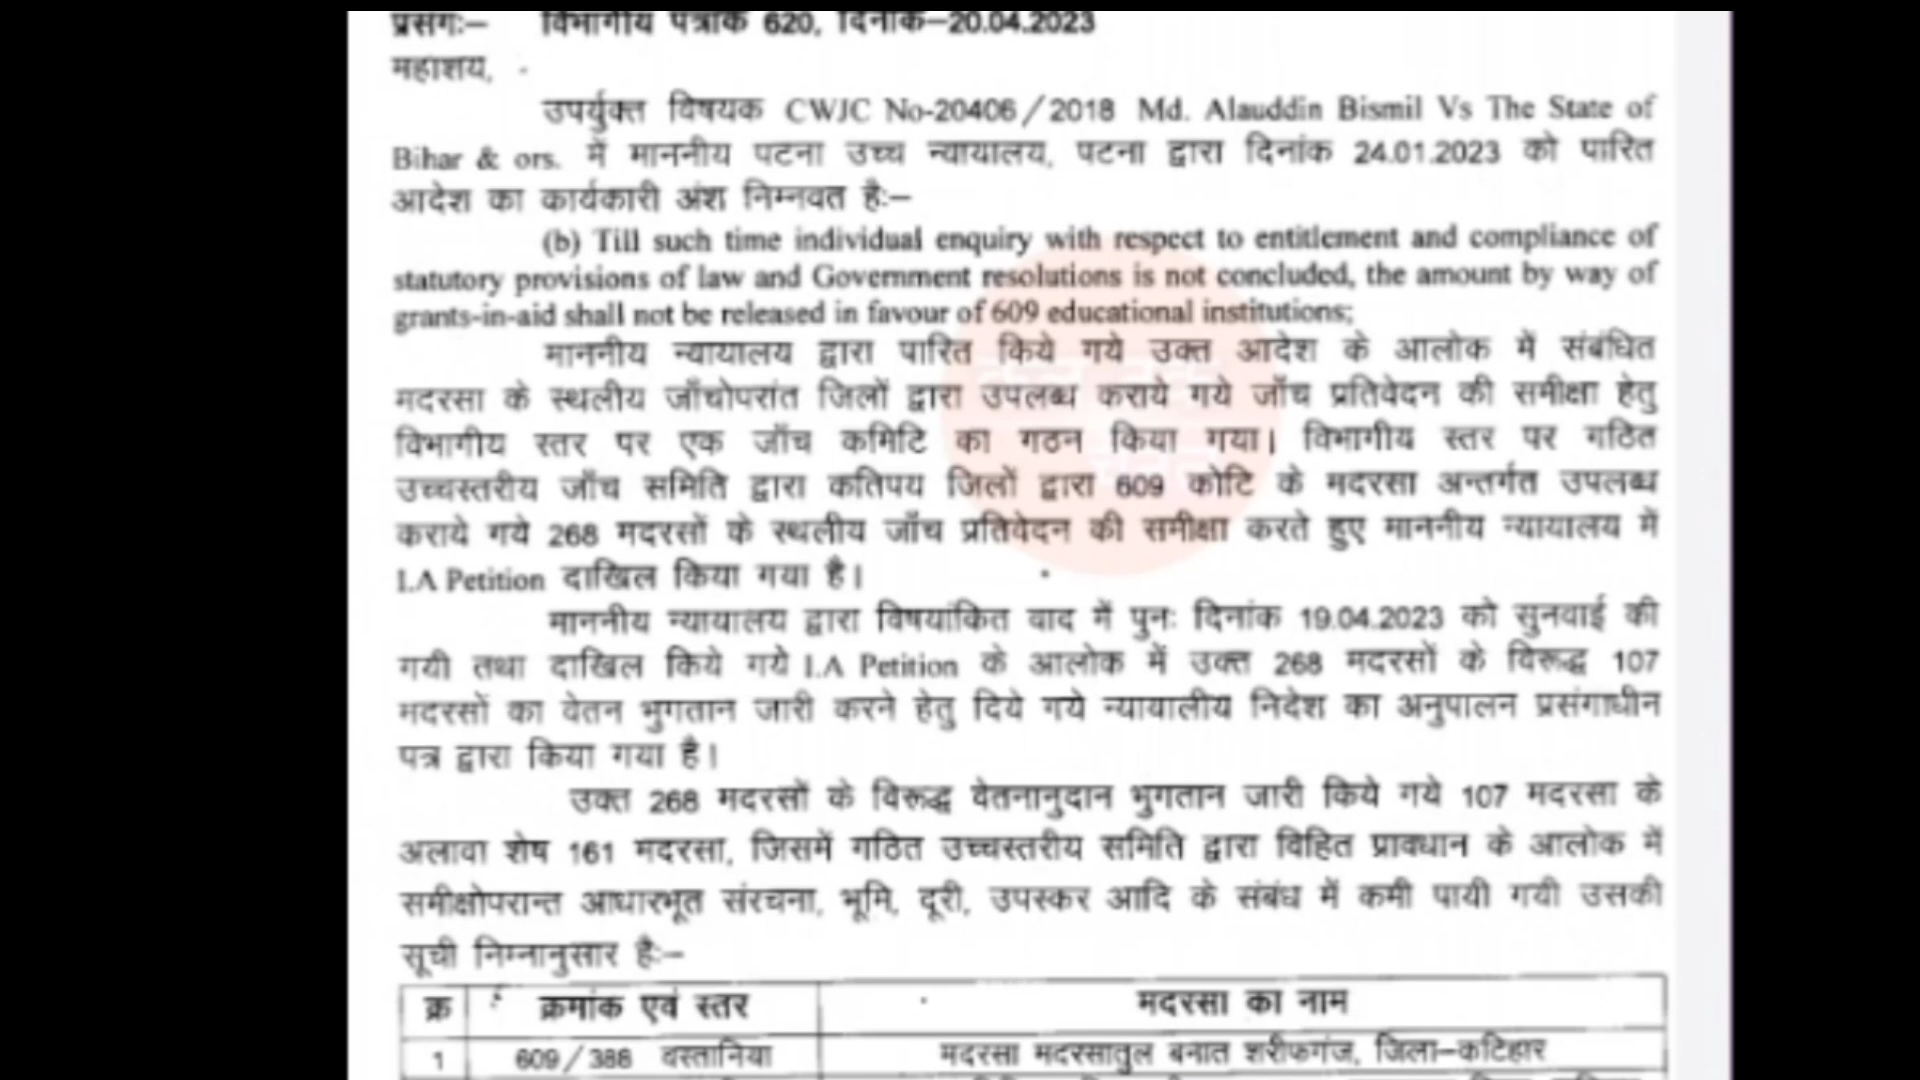 प्रसंगः– विभागीय पत्रांक 620, दिनांक–20.04.2023
महाशय,
उपर्युक्त विषयक CWJC No-20406/2018 Md. Alauddin Bismil Vs The State of
Bihar & ors. में माननीय पटना उच्च न्यायालय, पटना द्वारा दिनांक 24.01.2023 को पारित
आदेश का कार्यकारी अंश निम्नवत है:–
(b) Till such time individual enquiry with respect to entitlement and compliance of
statutory provisions of law and Government resolutions is not concluded, the amount by way of
grants-in-aid shall not be released in favour of 609 educational institutions;
माननीय न्यायालय द्वारा पारित किये गये उक्त आदेश के आलोक में संबंधित
मदरसा के स्थलीय जाँचोपरांत जिलों द्वारा उपलब्ध कराये गये जाँच प्रतिवेदन की समीक्षा हेतु
विभागीय स्तर पर एक जाँच कमिटि का गठन किया गया। विभागीय स्तर पर गठित
उच्चस्तरीय जाँच समिति द्वारा कतिपय जिलों द्वारा 609 कोटि के मदरसा अन्तर्गत उपलब्ध
कराये गये 268 मदरसों के स्थलीय जाँच प्रतिवेदन की समीक्षा करते हुए माननीय न्यायालय में
I.A Petition दाखिल किया गया है।
माननीय न्यायालय द्वारा विषयांकित वाद में पुनः दिनांक 19.04.2023 को सुनवाई की
गयी तथा दाखिल किये गये I.A Petition के आलोक में उक्त 268 मदरसों के विरूद्ध 107
मदरसों का वेतन भुगतान जारी करने हेतु दिये गये न्यायालीय निदेश का अनुपालन प्रसंगाधीन
पत्र द्वारा किया गया है।
उक्त 268 मदरसों के विरूद्ध वेतनानुदान भुगतान जारी किये गये 107 मदरसा के
अलावा शेष 161 मदरसा, जिसमें गठित उच्चस्तरीय समिति द्वारा विहित प्रावधान के आलोक में
समीक्षोपरान्त आधारभूत संरचना, भूमि, दूरी, उपस्कर आदि के संबंध में कमी पायी गयी उसकी
सूची निम्नानुसार है:–
क्र क्रमांक एवं स्तर मदरसा का नाम
1 609/386 वस्तानिया मदरसा मदरसातुल बनात शरीफगंज, जिला–कटिहार